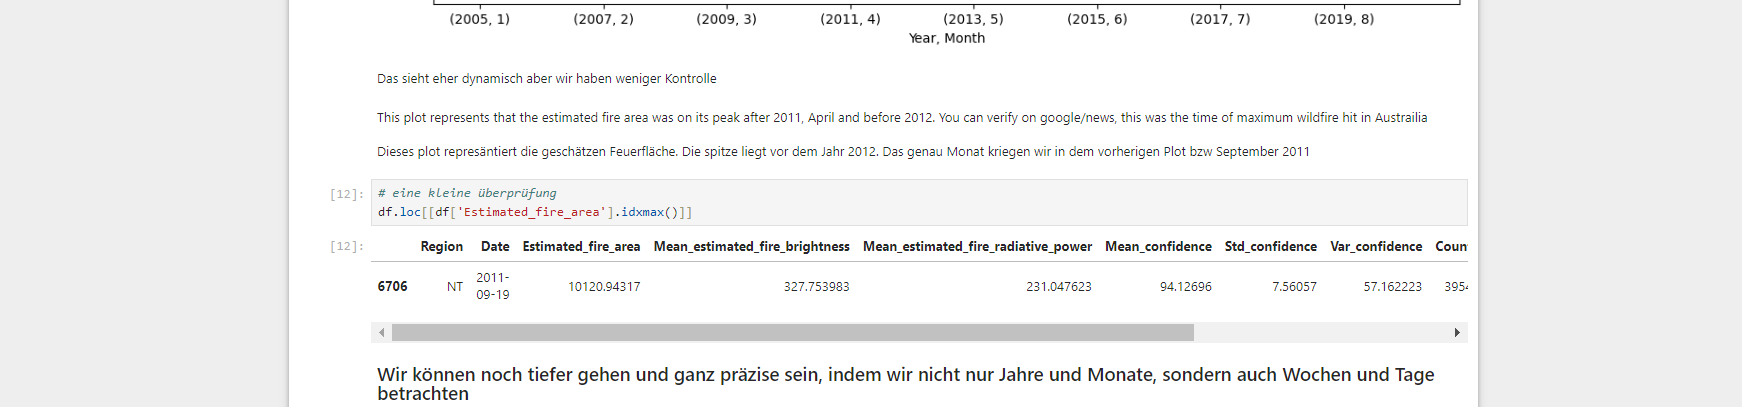 (2005, 1) (2007, 2) (2009, 3) (2011, 4) (2013, 5) (2015, 6) (2017, 7) (2019, 8)
Year, Month
Das sieht eher dynamisch aber wir haben weniger Kontrolle
This plot represents that the estimated fire area was on its peak after 2011, April and before 2012. You can verify on google/news, this was the time of maximum wildfire hit in Austrailia
Dieses plot represäntiert die geschätzen Feuerfläche. Die spitze liegt vor dem Jahr 2012. Das genau Monat kriegen wir in dem vorherigen Plot bzw September 2011
[12]: # eine kleine überprüfung
df.loc[[df['Estimated_fire_area'].idxmax()]]
[12]: Region Date Estimated_fire_area Mean_estimated_fire_brightness Mean_estimated_fire_radiative_power Mean_confidence Std_confidence Var_confidence Coun
6706 NT 2011-09-19 10120.94317 327.753983 231.047623 94.12696 7.56057 57.162223 3954
Wir können noch tiefer gehen und ganz präzise sein, indem wir nicht nur Jahre und Monate, sondern auch Wochen und Tage
betrachten